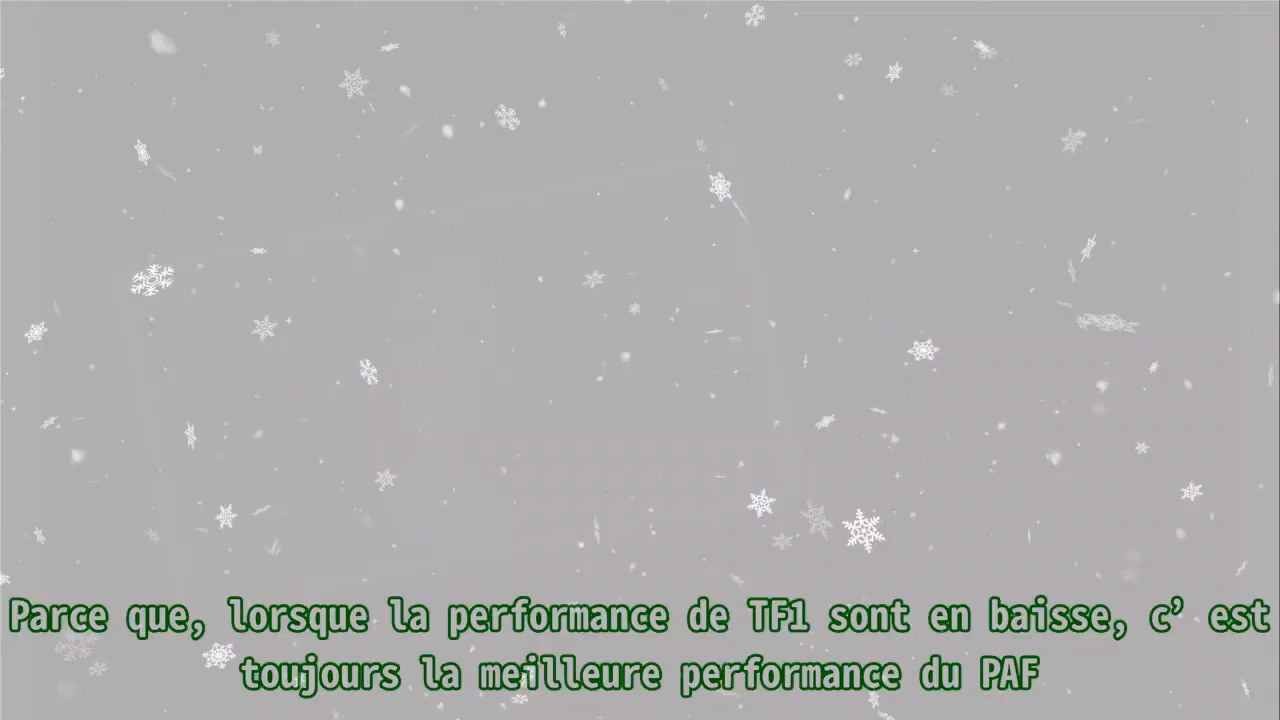 Parce que, lorsque la performance de TF1 sont en baisse, c’ est
toujours la meilleure performance du PAF